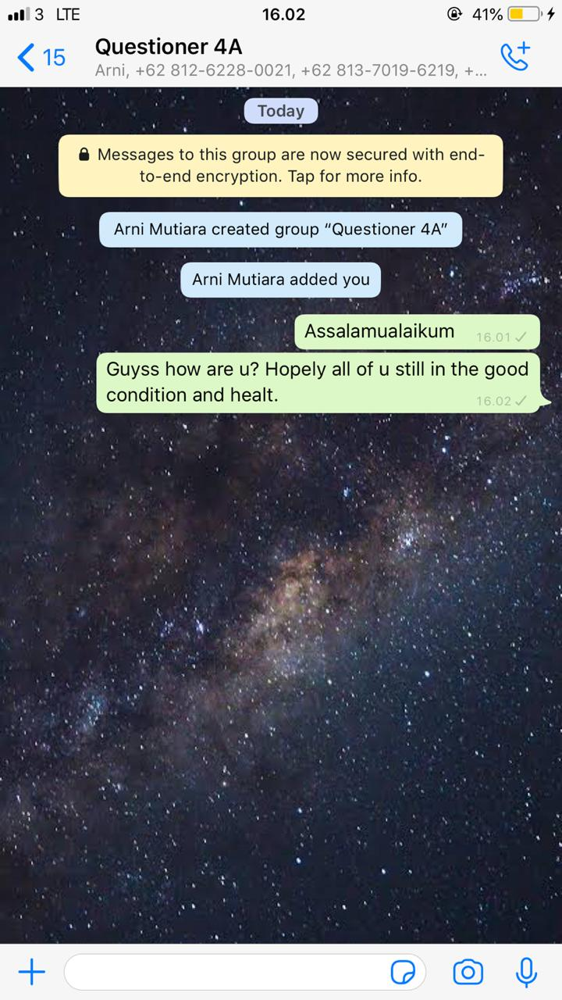 3 LTE 16.02 41%
15 Questioner 4A
Arni, +62 812-6228-0021, +62 813-7019-6219, +...
Today
Messages to this group are now secured with end-
to-end encryption. Tap for more info.
Arni Mutiara created group “Questioner 4A”
Arni Mutiara added you
Assalamualaikum 16.01
Guyss how are u? Hopely all of u still in the good
condition and healt. 16.02